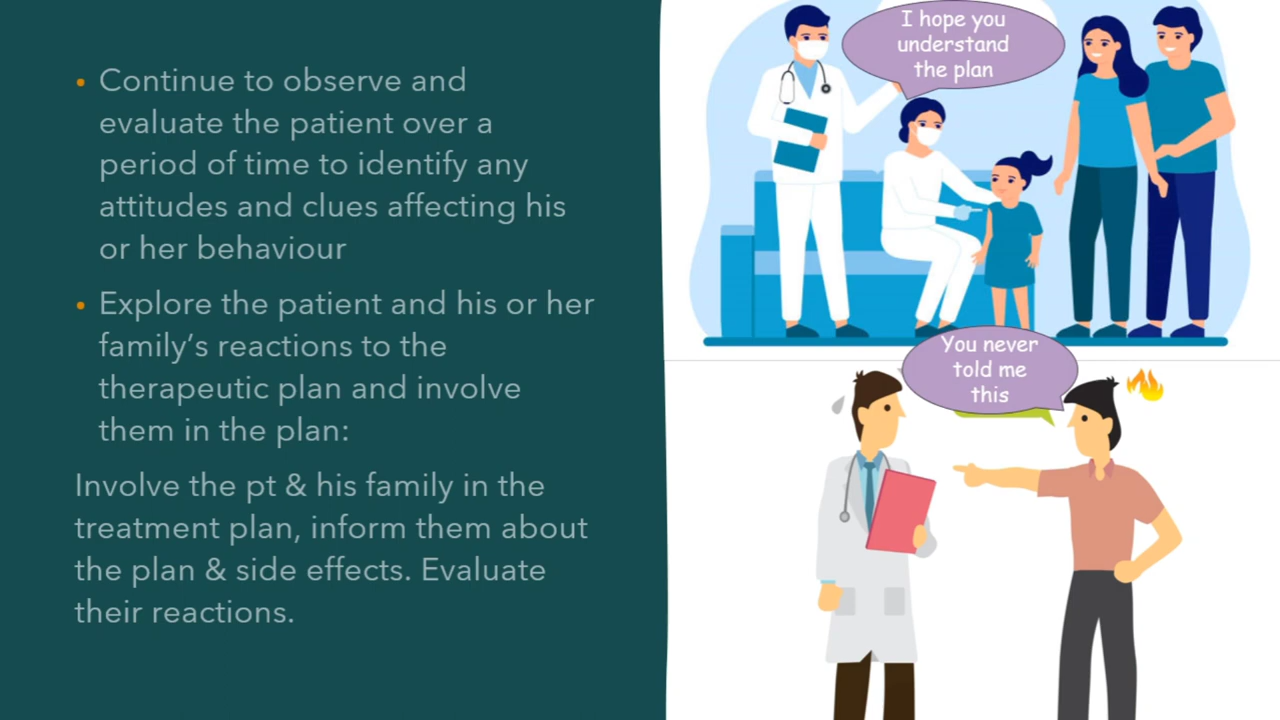 • Continue to observe and
evaluate the patient over a
period of time to identify any
attitudes and clues affecting his
or her behaviour
• Explore the patient and his or her
family’s reactions to the
therapeutic plan and involve
them in the plan:
Involve the pt & his family in the
treatment plan, inform them about
the plan & side effects. Evaluate
their reactions.
I hope you
understand
the plan
You never
told me
this